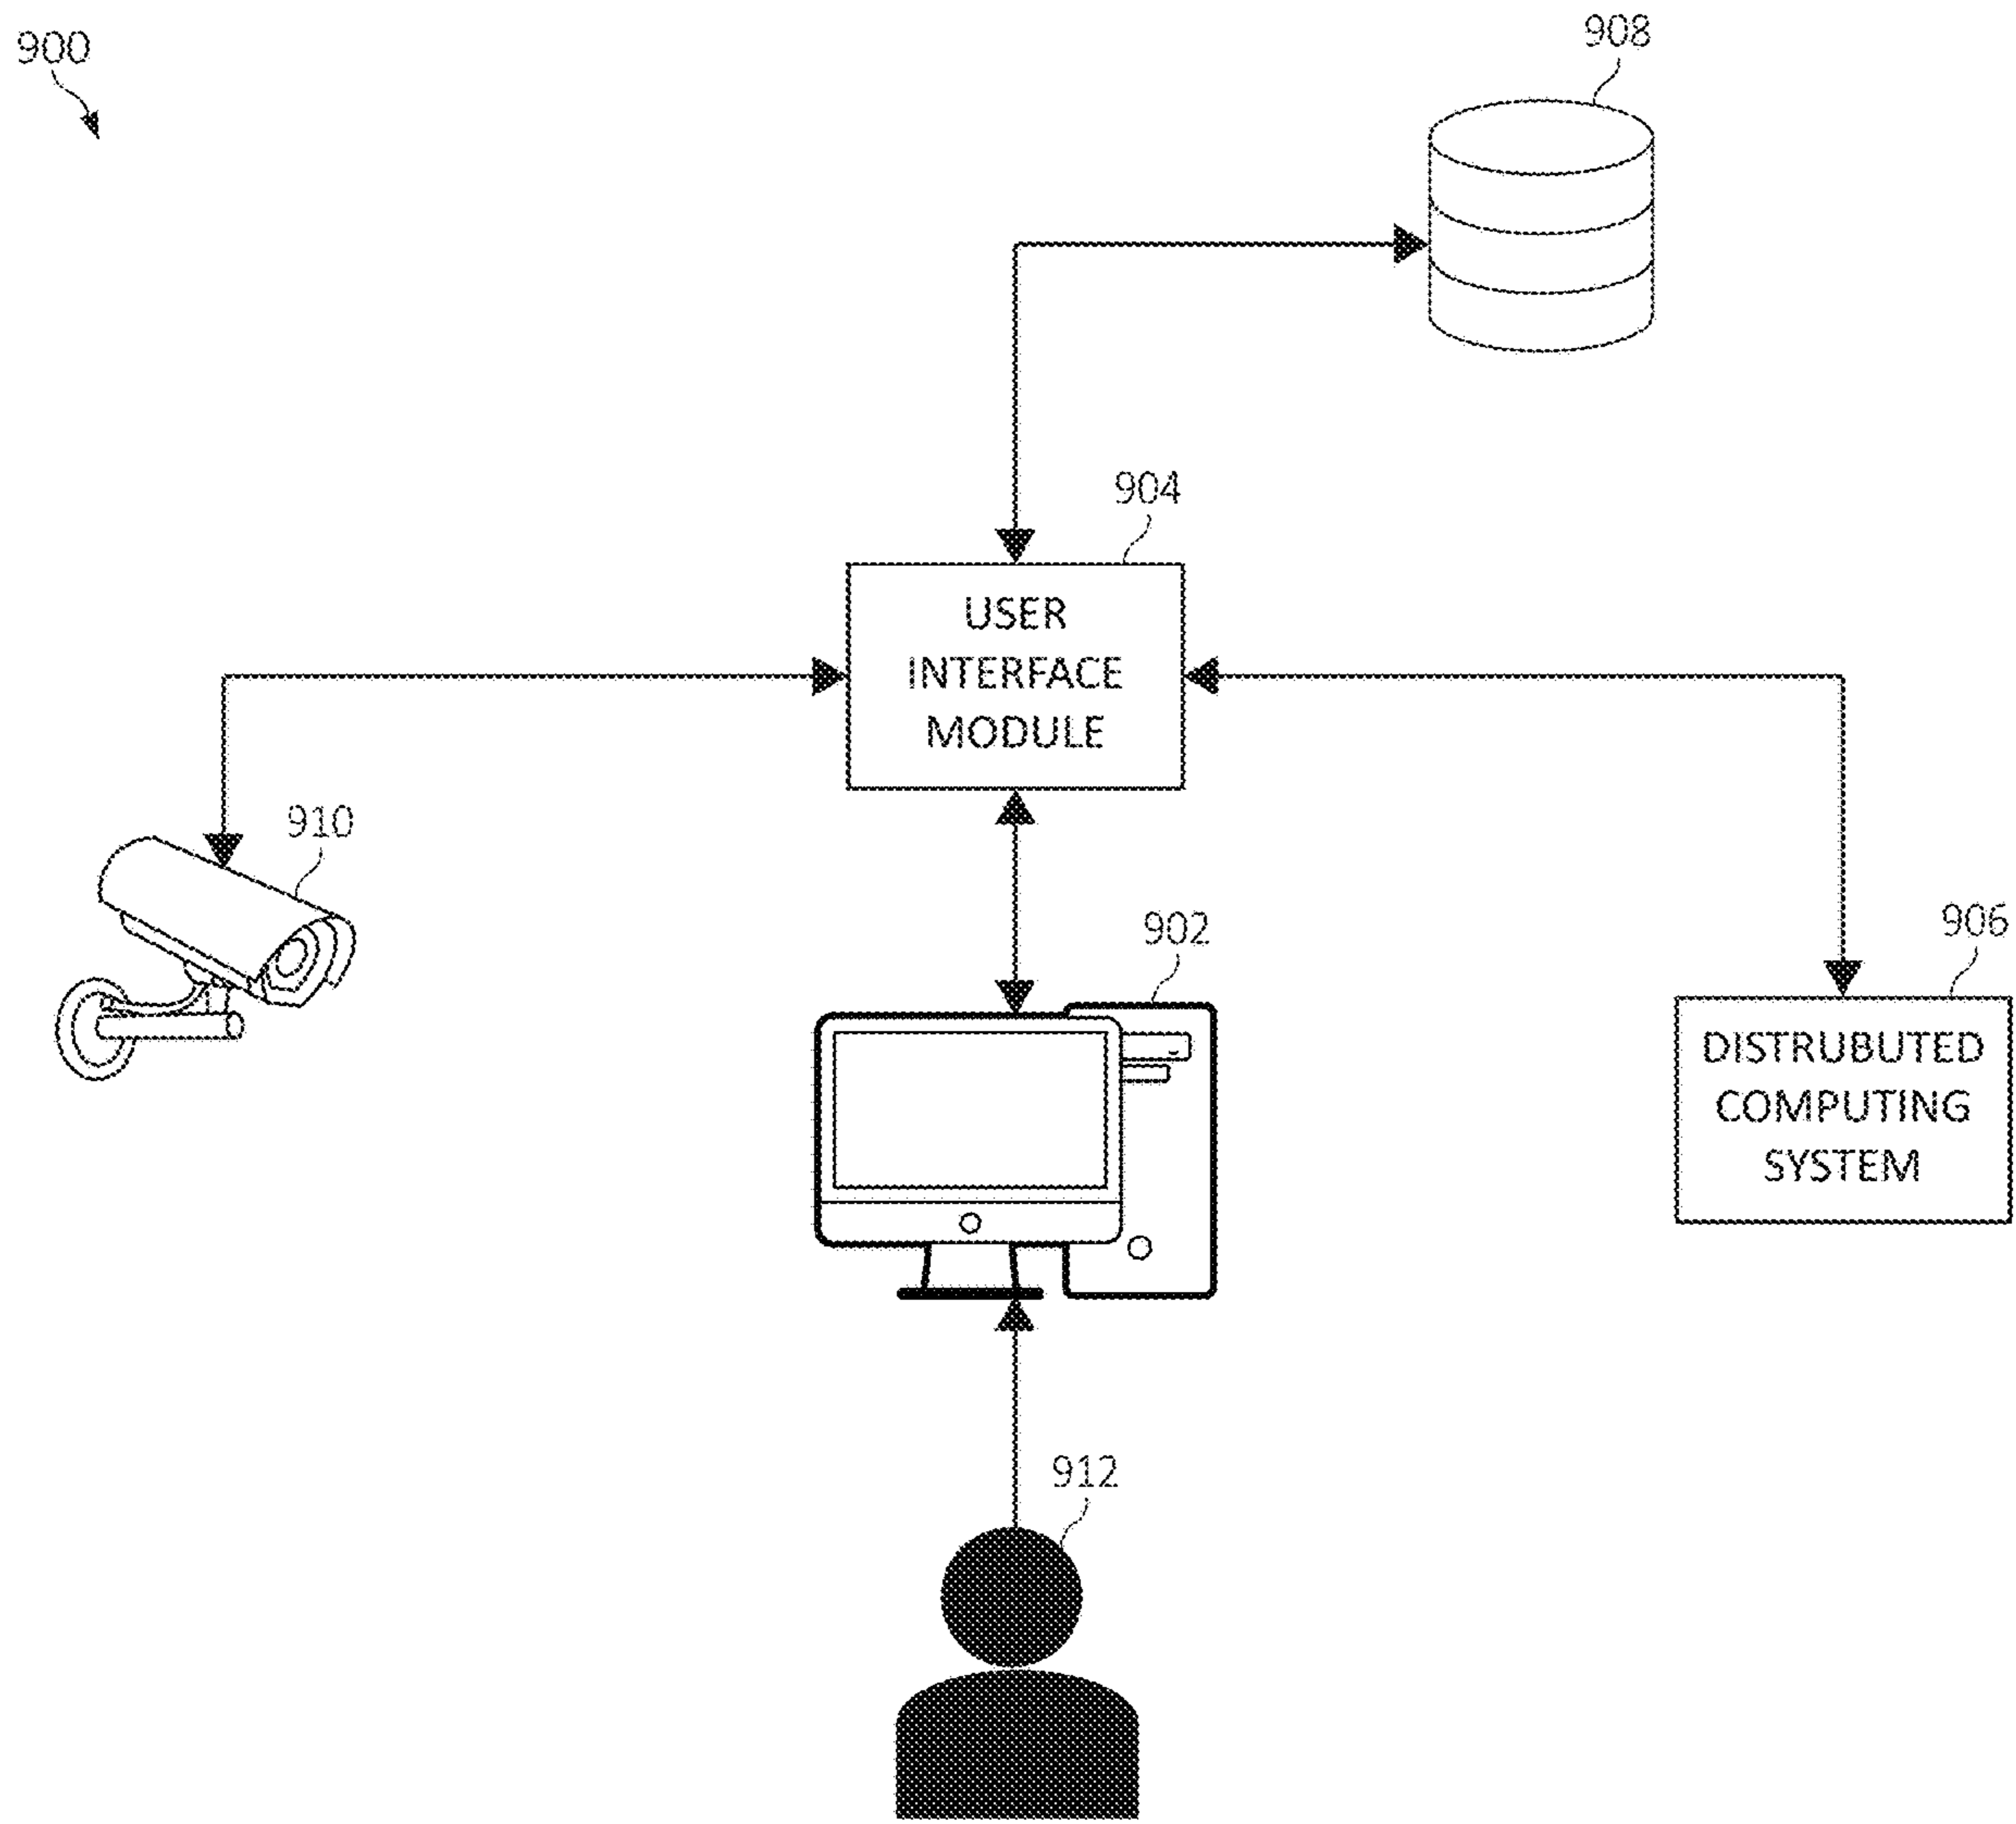 900
908
904
USER
INTERFACE
MODULE
910
902
906
DISTRUBUTED
COMPUTING
SYSTEM
912